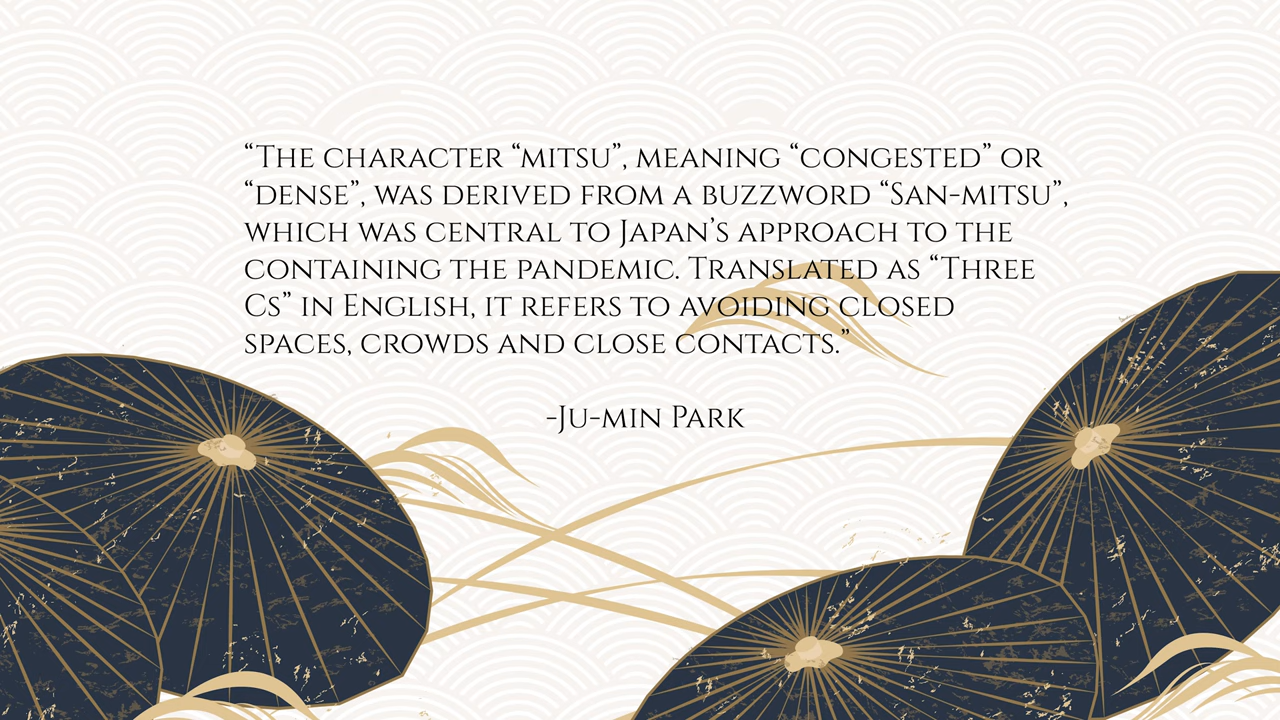 “The character “mitsu”, meaning “congested” or
“dense”, was derived from a buzzword “San-mitsu”,
which was central to Japan’s approach to the
containing the pandemic. Translated as “Three
Cs” in English, it refers to avoiding closed
spaces, crowds and close contacts.”
-Ju-min Park